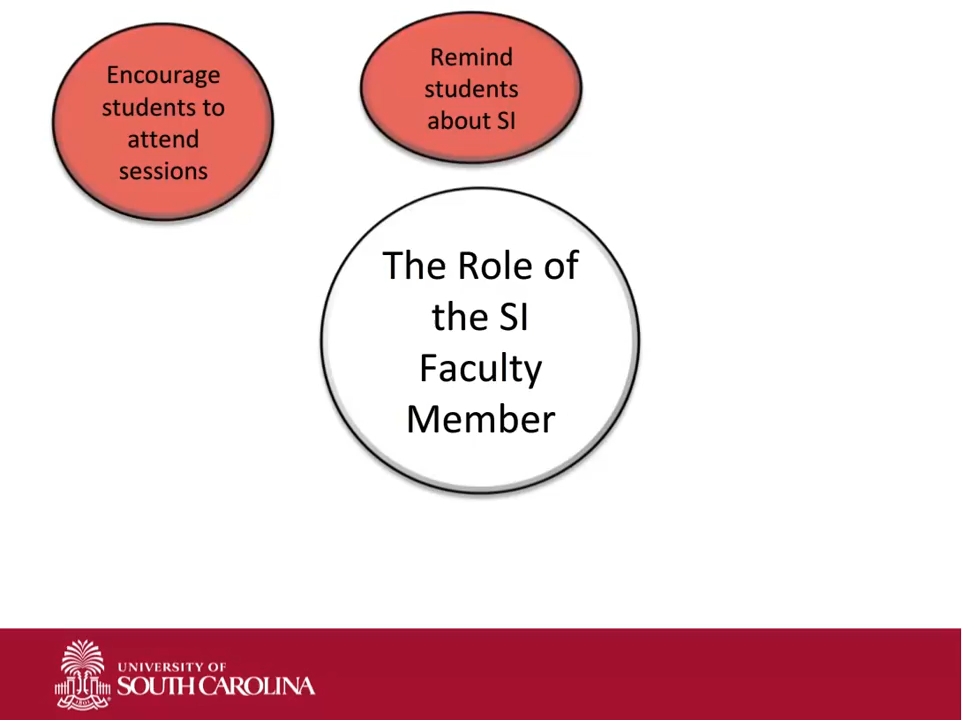 Encourage
students to
attend
sessions
Remind
students
about SI
The Role of
the SI
Faculty
Member
UNIVERSITY OF
SOUTH CAROLINA